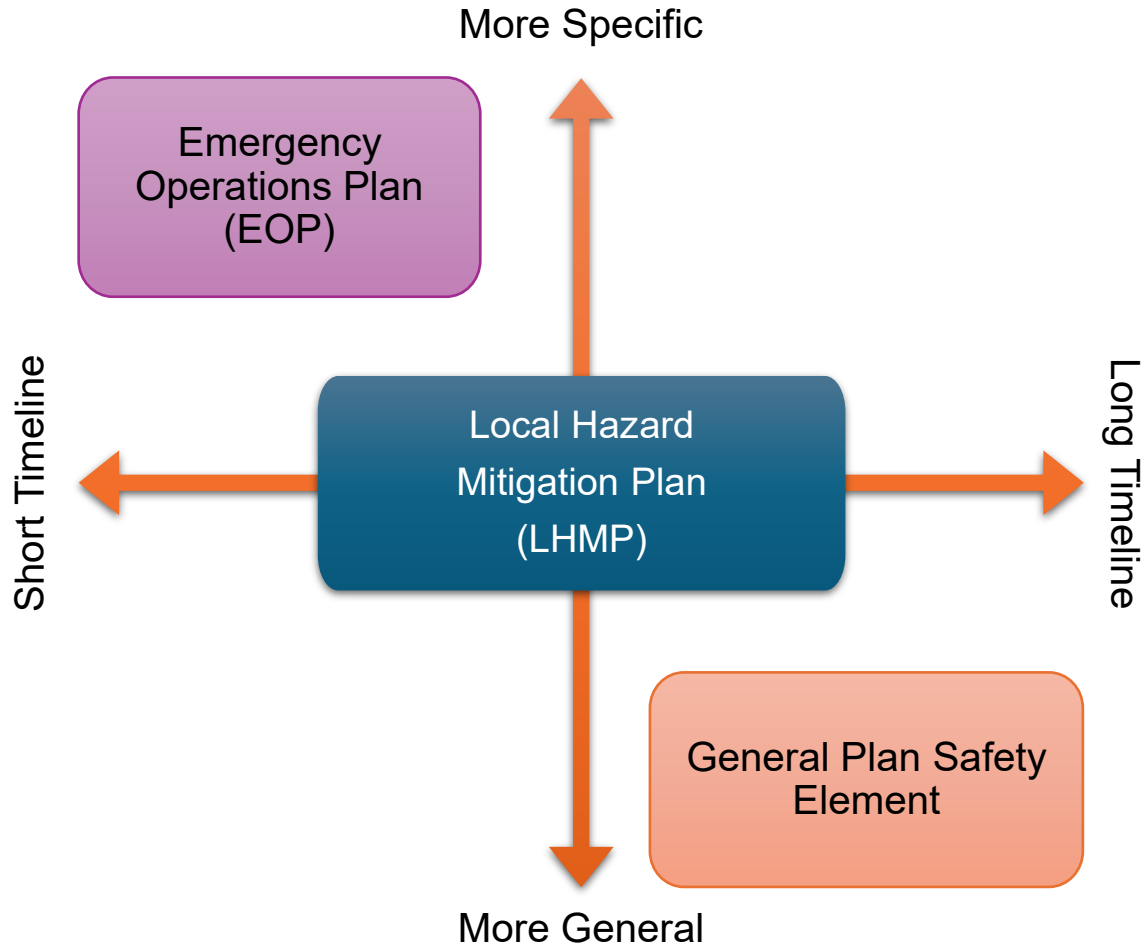 More Specific
Emergency
Operations Plan
(EOP)
Short Timeline
Local Hazard
Mitigation Plan
(LHMP)
Long Timeline
General Plan Safety
Element
More General